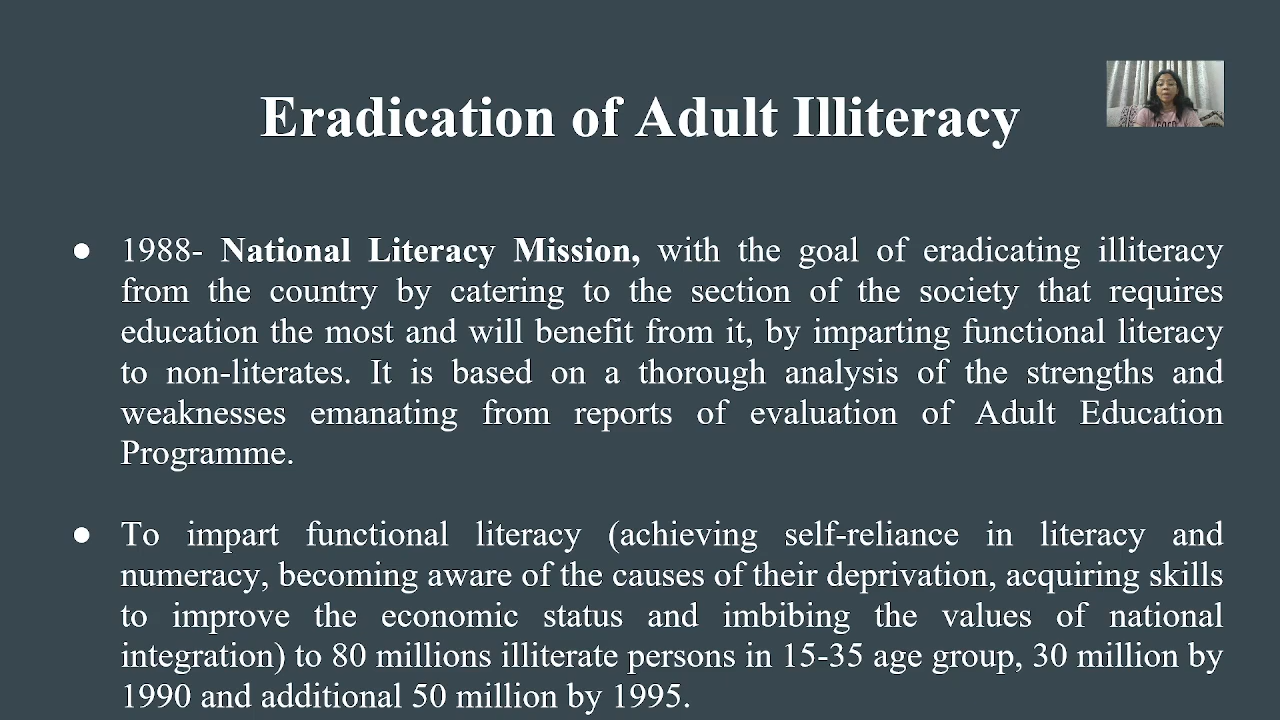 Eradication of Adult Illiteracy
● 1988- National Literacy Mission, with the goal of eradicating illiteracy
from the country by catering to the section of the society that requires
education the most and will benefit from it, by imparting functional literacy
to non-literates. It is based on a thorough analysis of the strengths and
weaknesses emanating from reports of evaluation of Adult Education
Programme.
● To impart functional literacy (achieving self-reliance in literacy and
numeracy, becoming aware of the causes of their deprivation, acquiring skills
to improve the economic status and imbibing the values of national
integration) to 80 millions illiterate persons in 15-35 age group, 30 million by
1990 and additional 50 million by 1995.